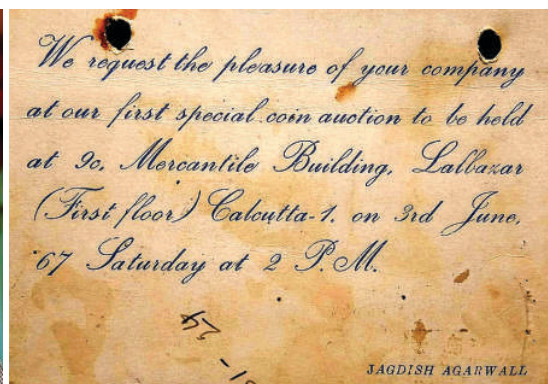 We request the pleasure of your company
at our first special coin auction to be held
at 9c, Mercantile Building, Lalbazar
(First floor) Calcutta-1. on 3rd June,
'67 Saturday at 2 P.M.
JAGDISH AGARWALL